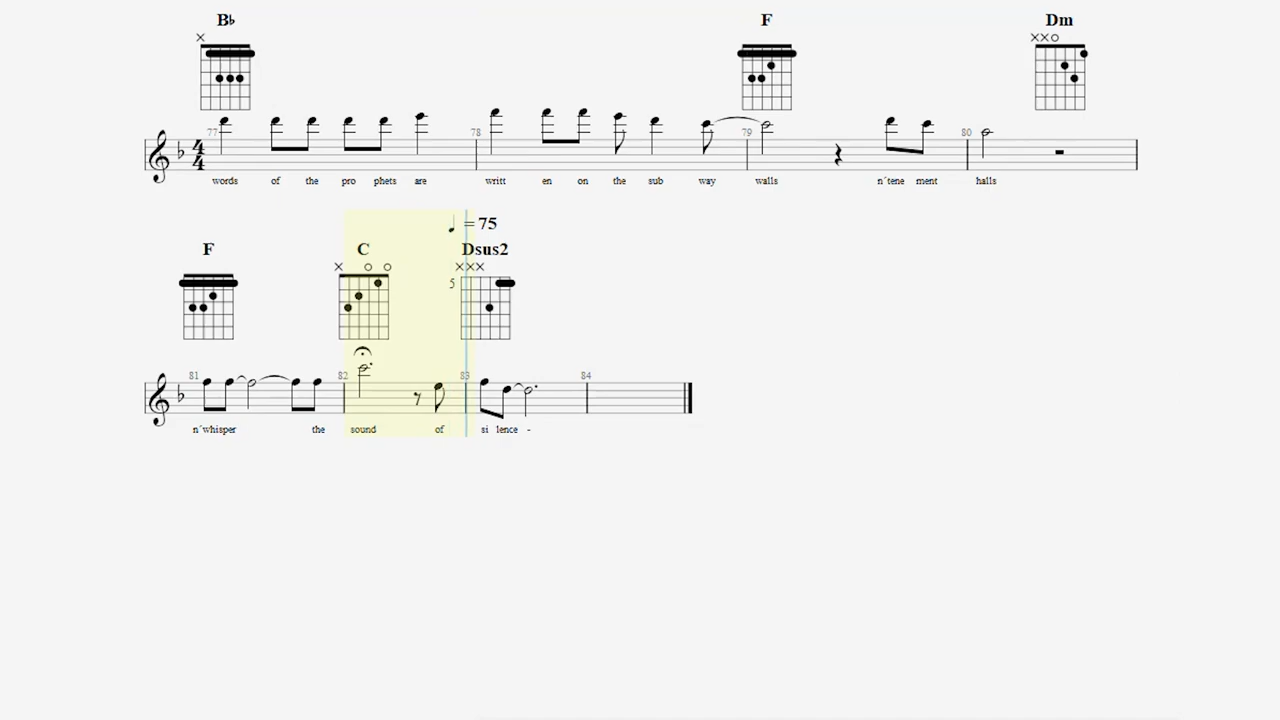 B♭ F Dm
77 78 79 80
words of the pro phets are writt en on the sub way walls n´tene ment halls
♩ = 75
F C Dsus2
5
81 82 83 84
n´whisper the sound of si lence -